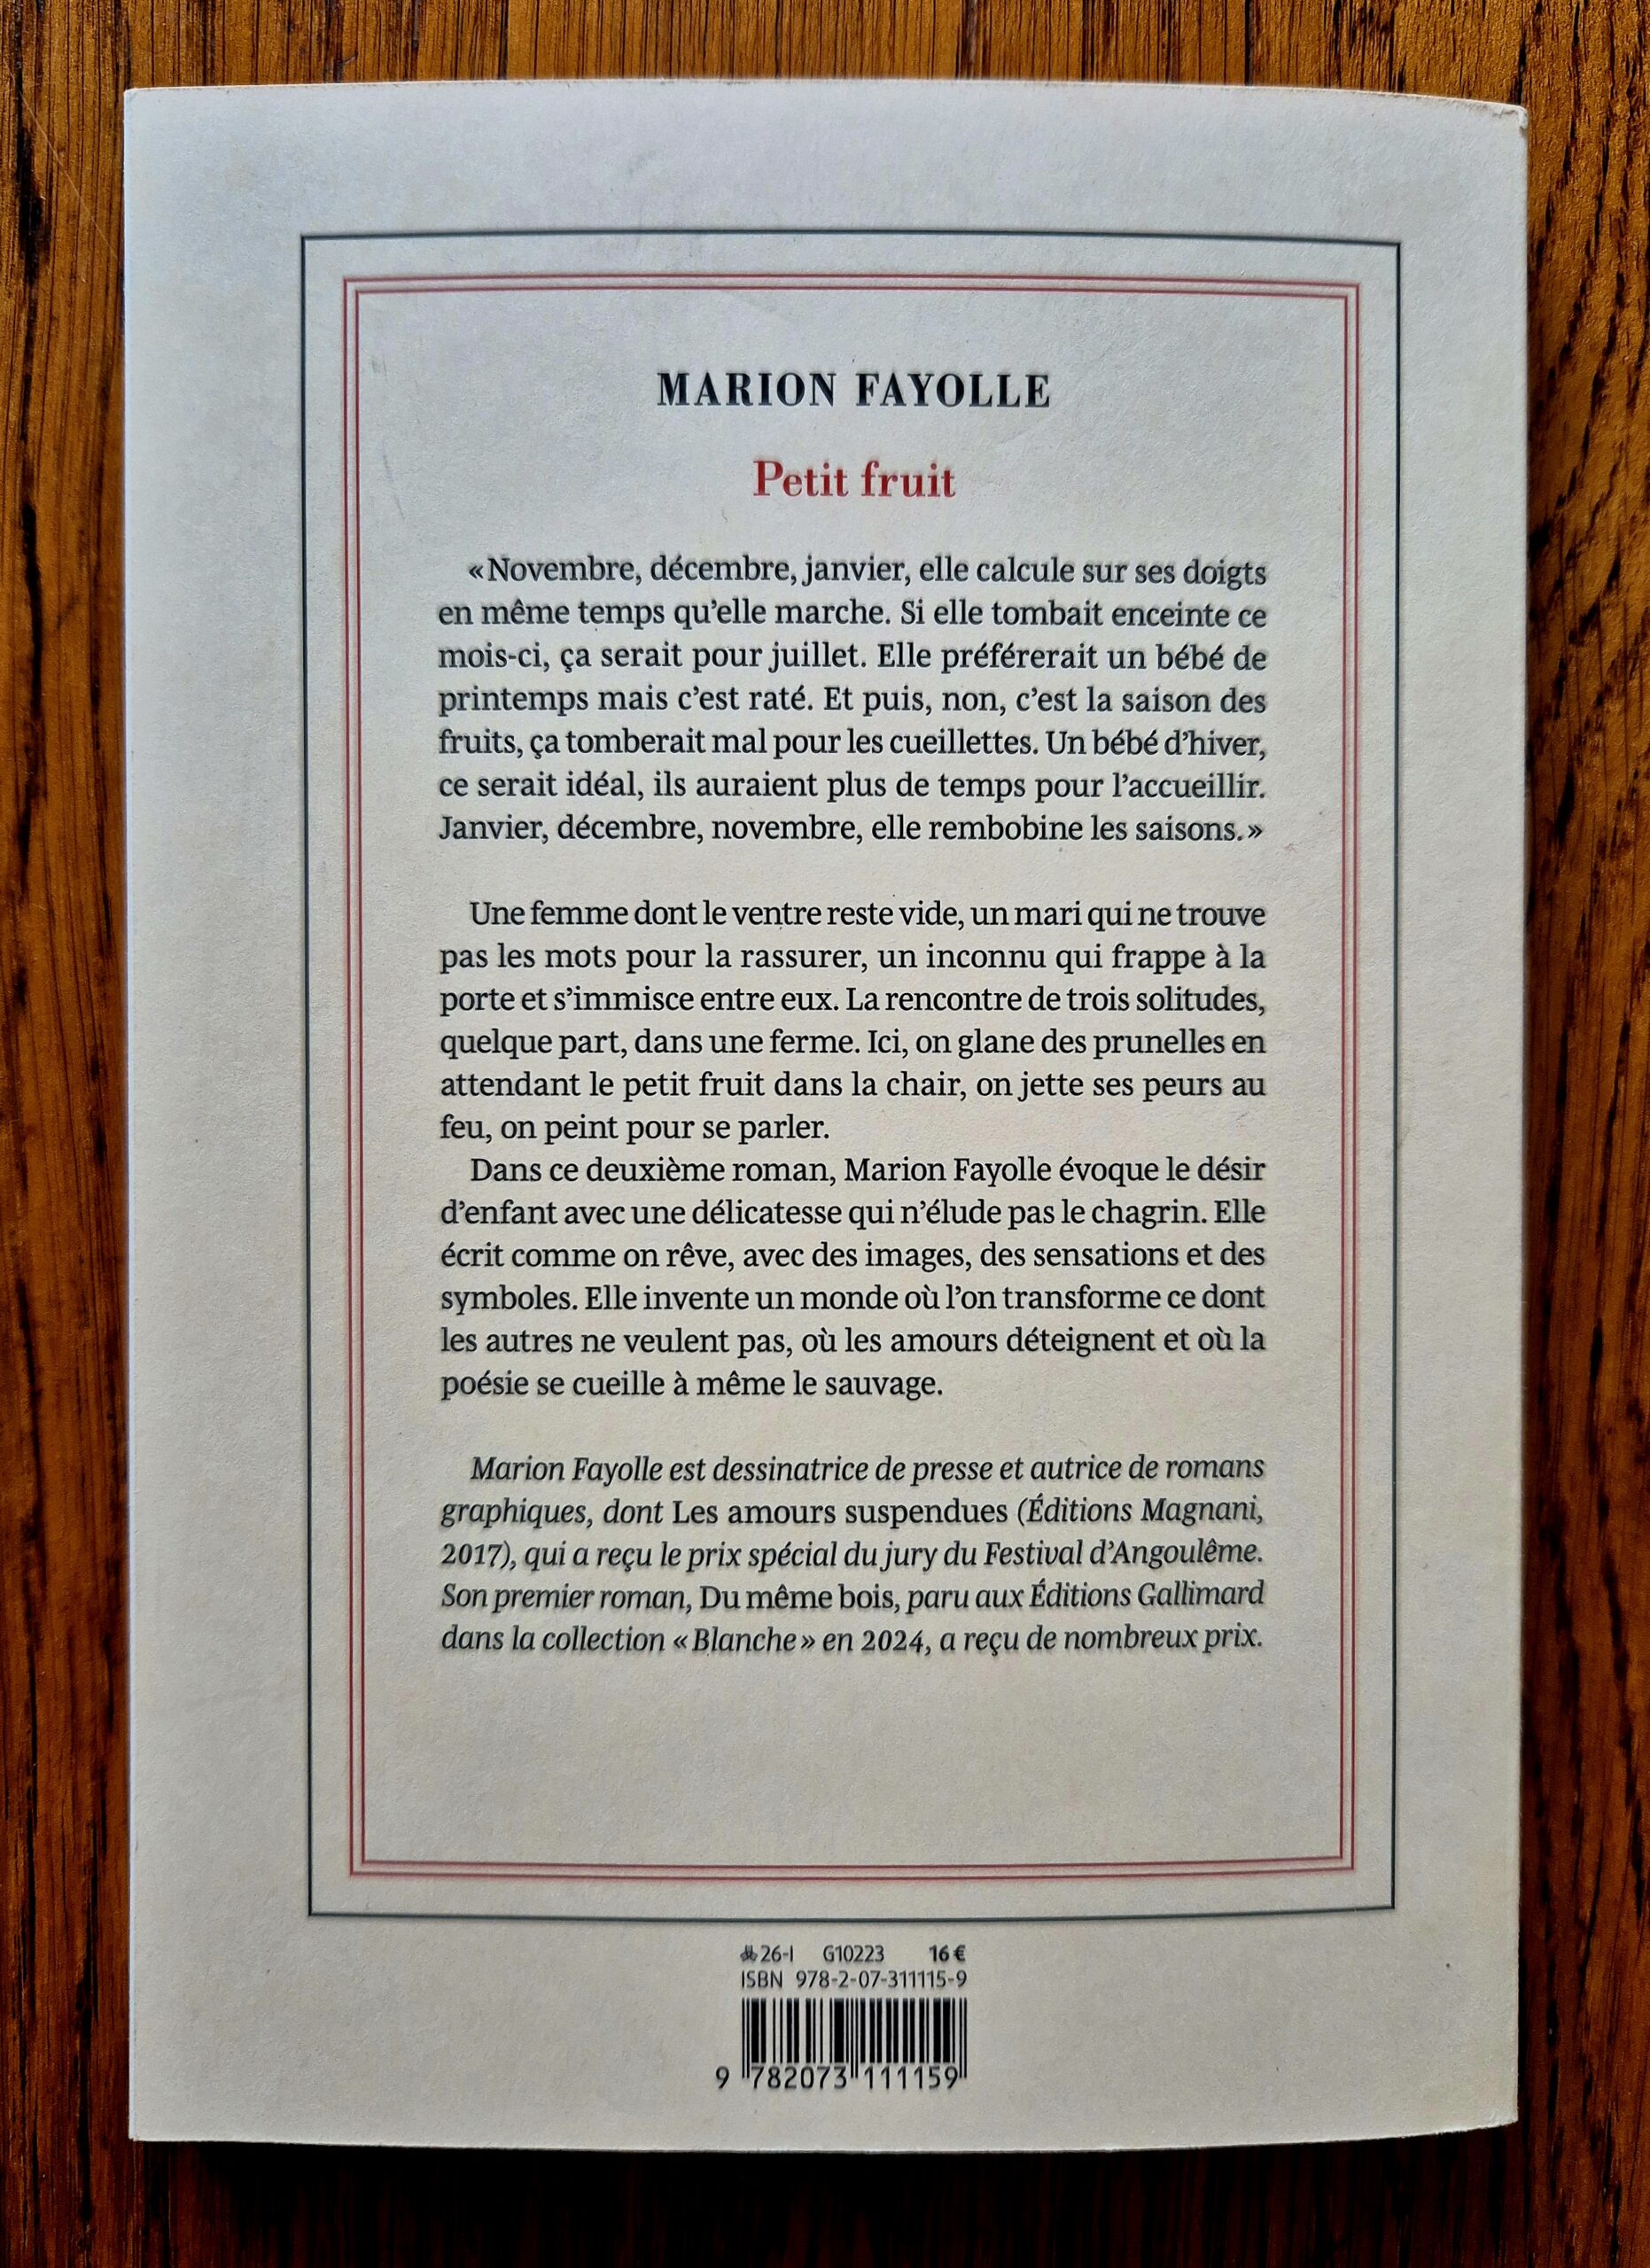 MARION FAYOLLE
Petit fruit
«Novembre, décembre, janvier, elle calcule sur ses doigts
en même temps qu’elle marche. Si elle tombait enceinte ce
mois-ci, ça serait pour juillet. Elle préférerait un bébé de
printemps mais c’est raté. Et puis, non, c’est la saison des
fruits, ça tomberait mal pour les cueillettes. Un bébé d’hiver,
ce serait idéal, ils auraient plus de temps pour l’accueillir.
Janvier, décembre, novembre, elle rembobine les saisons.»
Une femme dont le ventre reste vide, un mari qui ne trouve
pas les mots pour la rassurer, un inconnu qui frappe à la
porte et s’immisce entre eux. La rencontre de trois solitudes,
quelque part, dans une ferme. Ici, on glane des prunelles en
attendant le petit fruit dans la chair, on jette ses peurs au
feu, on peint pour se parler.
Dans ce deuxième roman, Marion Fayolle évoque le désir
d’enfant avec une délicatesse qui n’élude pas le chagrin. Elle
écrit comme on rêve, avec des images, des sensations et des
symboles. Elle invente un monde où l’on transforme ce dont
les autres ne veulent pas, où les amours déteignent et où la
poésie se cueille à même le sauvage.
Marion Fayolle est dessinatrice de presse et autrice de romans
graphiques, dont Les amours suspendues (Éditions Magnani,
2017), qui a reçu le prix spécial du jury du Festival d’Angoulême.
Son premier roman, Du même bois, paru aux Éditions Gallimard
dans la collection «Blanche» en 2024, a reçu de nombreux prix.
26-I G10223 16 €
ISBN 978-2-07-311115-9
9 782073 111159